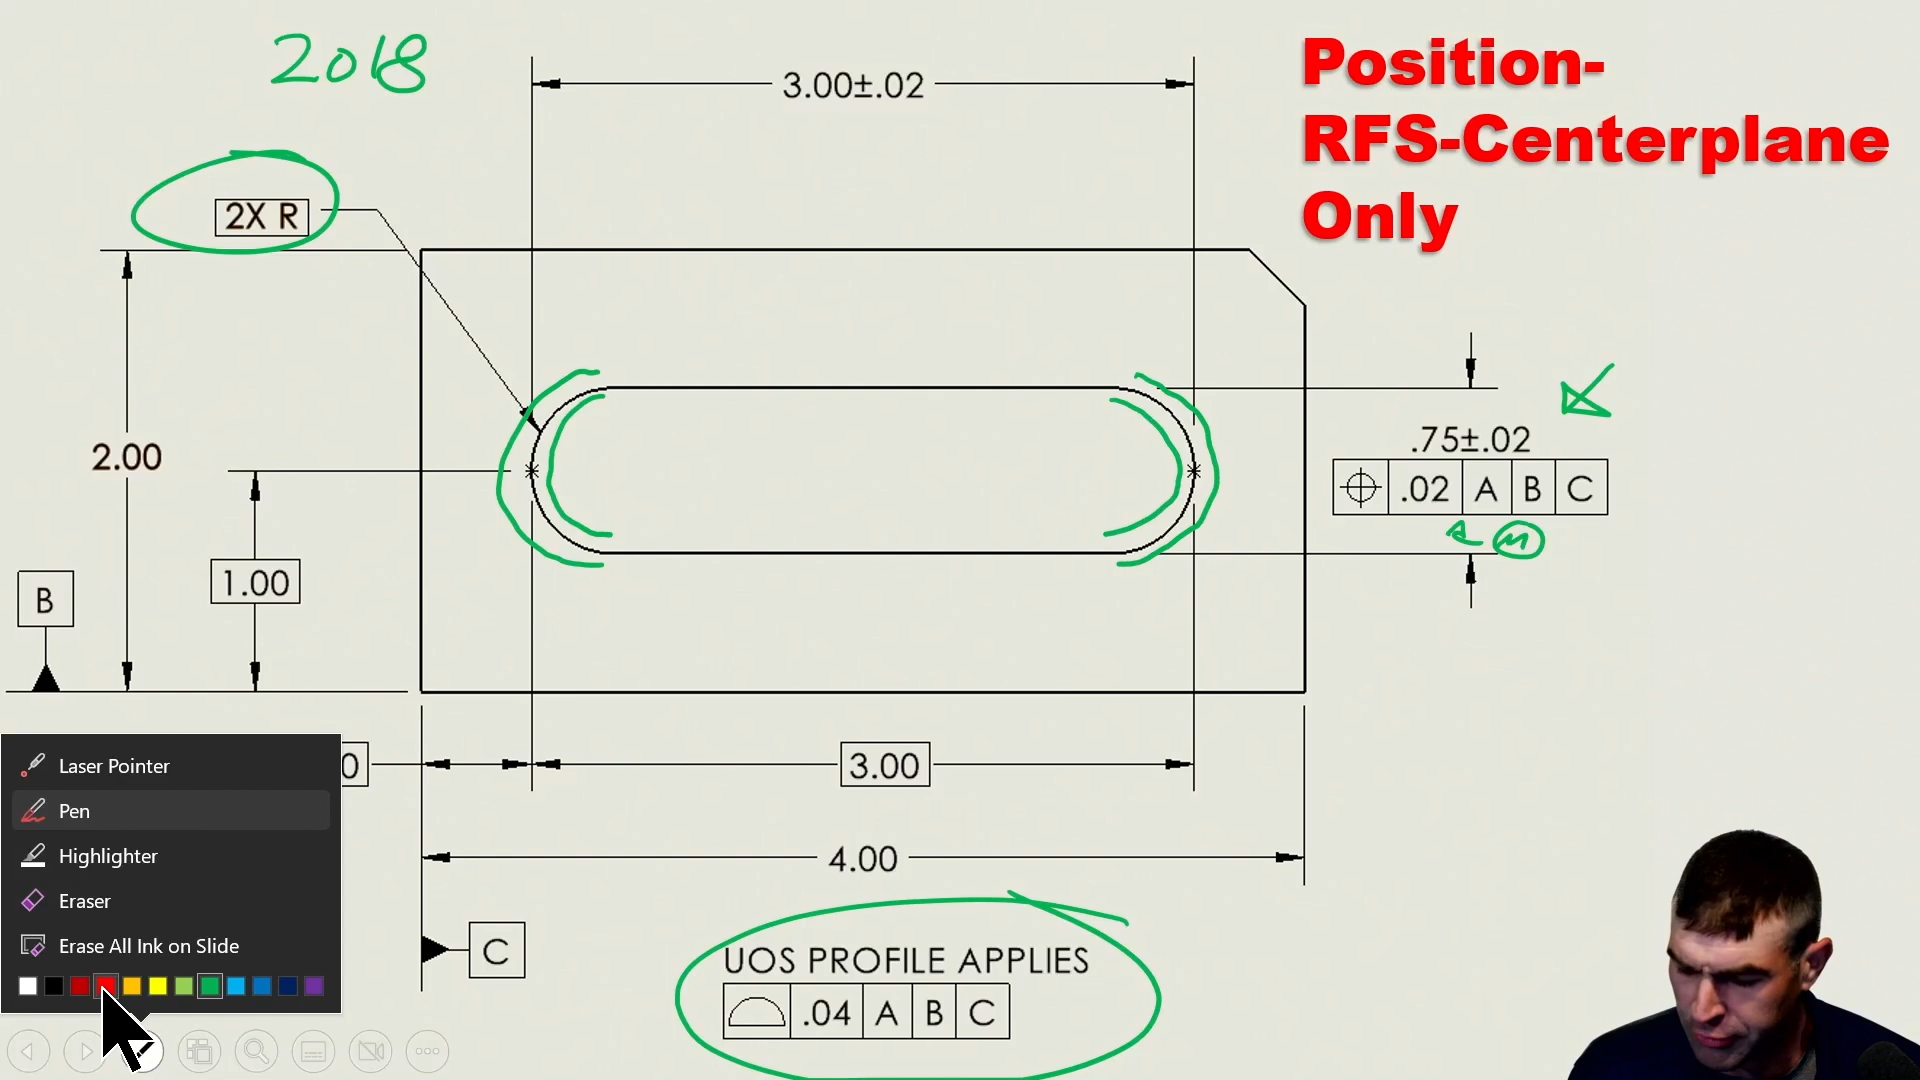 2018
Position-
RFS-Centerplane
Only
3.00±.02
2X R
2.00
.75±.02
.02 A B C
M
1.00
B
0
3.00
4.00
C
UOS PROFILE APPLIES
.04 A B C
Laser Pointer
Pen
Highlighter
Eraser
Erase All Ink on Slide